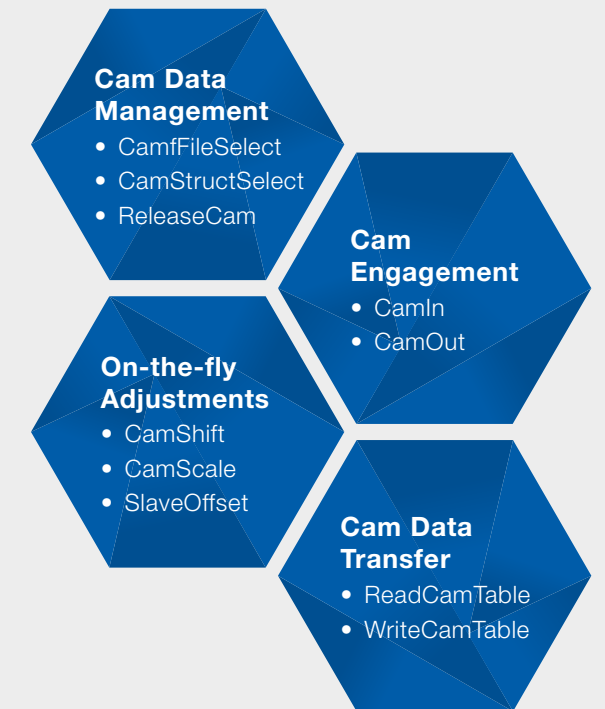 Cam Data
Management
• CamfFileSelect
• CamStructSelect
• ReleaseCam
Cam
Engagement
• CamIn
• CamOut
On-the-fly
Adjustments
• CamShift
• CamScale
• SlaveOffset
Cam Data
Transfer
• ReadCamTable
• WriteCamTable